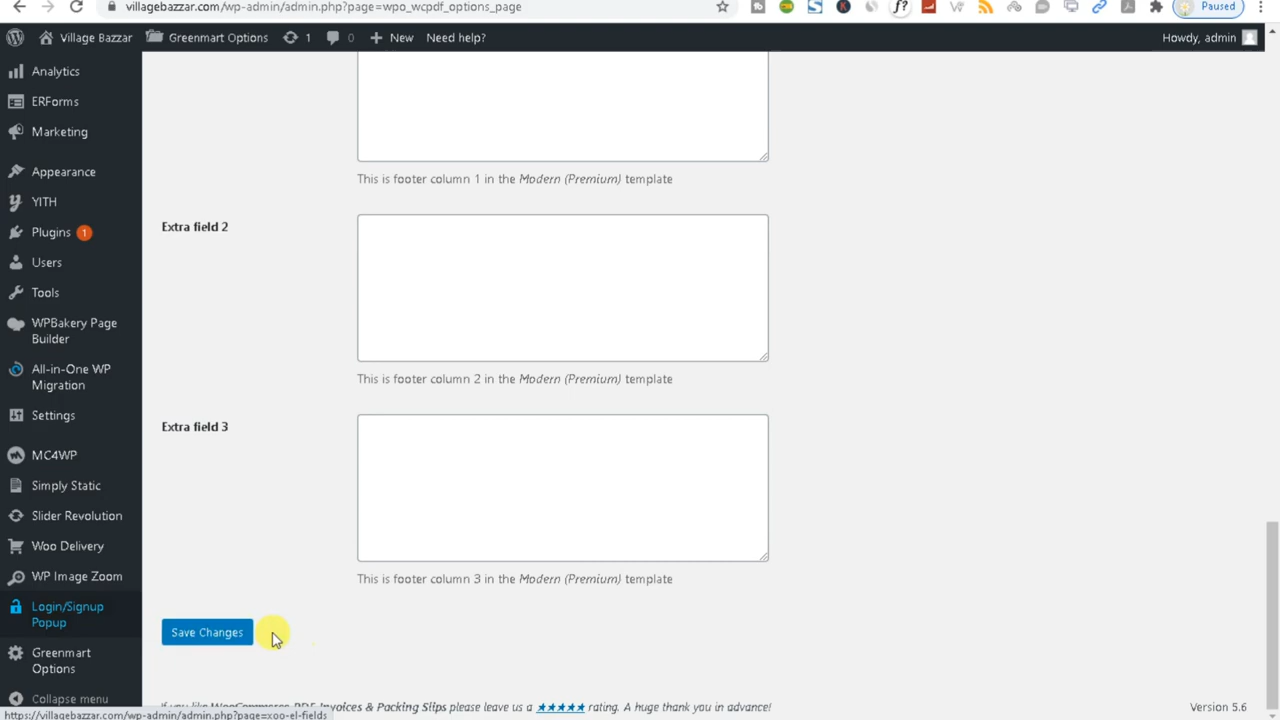 villagebazzar.com/wp-admin/admin.php?page=wpo_wcpdf_options_page
Paused
Village Bazzar
Greenmart Options
1
0
New
Need help?
Howdy, admin
Analytics
ERForms
Marketing
Appearance
YITH
Plugins 1
Users
Tools
WPBakery Page
Builder
All-in-One WP
Migration
Settings
MC4WP
Simply Static
Slider Revolution
Woo Delivery
WP Image Zoom
Login/Signup
Popup
Greenmart
Options
Collapse menu
This is footer column 1 in the Modern (Premium) template
Extra field 2
This is footer column 2 in the Modern (Premium) template
Extra field 3
This is footer column 3 in the Modern (Premium) template
Save Changes
If you like WooCommerce PDF Invoices & Packing Slips please leave us a ★★★★★ rating. A huge thank you in advance!
Version 5.6
https://villagebazzar.com/wp-admin/admin.php?page=xoo-el-fields